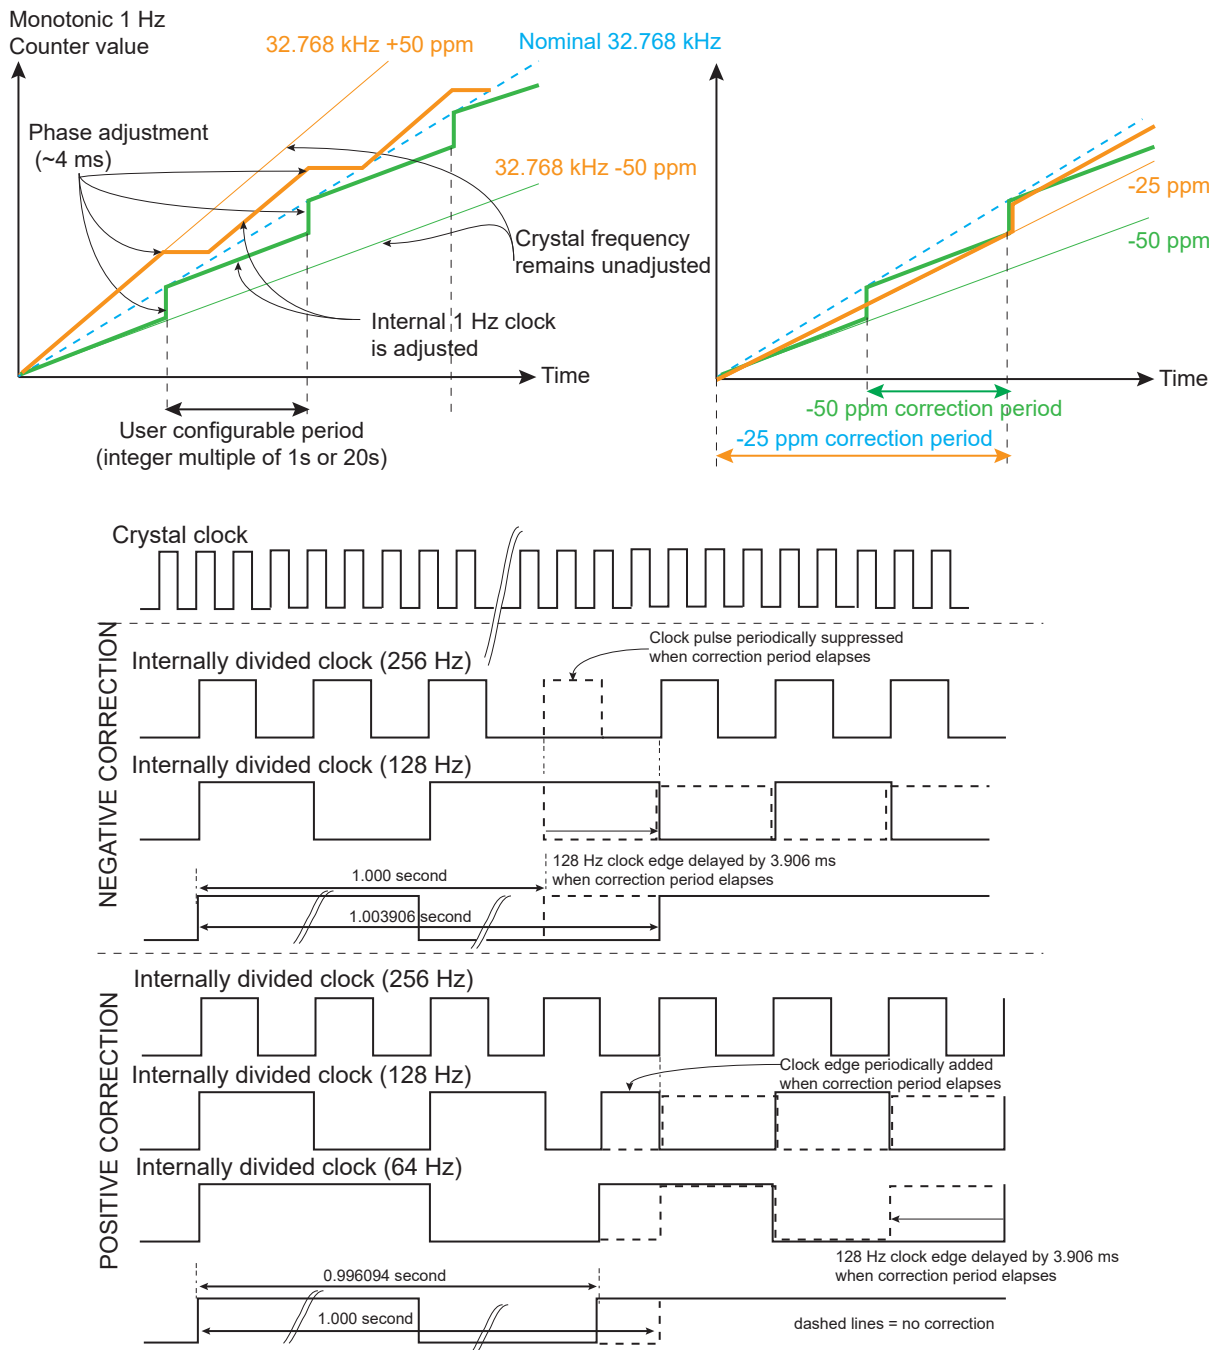 Monotonic 1 Hz
Counter value
32.768 kHz +50 ppm
Nominal 32.768 kHz
Phase adjustment
(~4 ms)
32.768 kHz -50 ppm
Crystal frequency
remains unadjusted
Internal 1 Hz clock
is adjusted
Time
User configurable period
(integer multiple of 1s or 20s)
-25 ppm
-50 ppm
Time
-50 ppm correction period
-25 ppm correction period
Crystal clock
NEGATIVE CORRECTION
Clock pulse periodically suppressed
when correction period elapses
Internally divided clock (256 Hz)
Internally divided clock (128 Hz)
128 Hz clock edge delayed by 3.906 ms
when correction period elapses
1.000 second
1.003906 second
POSITIVE CORRECTION
Internally divided clock (256 Hz)
Internally divided clock (128 Hz)
Clock edge periodically added
when correction period elapses
Internally divided clock (64 Hz)
128 Hz clock edge delayed by 3.906 ms
when correction period elapses
0.996094 second
1.000 second
dashed lines = no correction